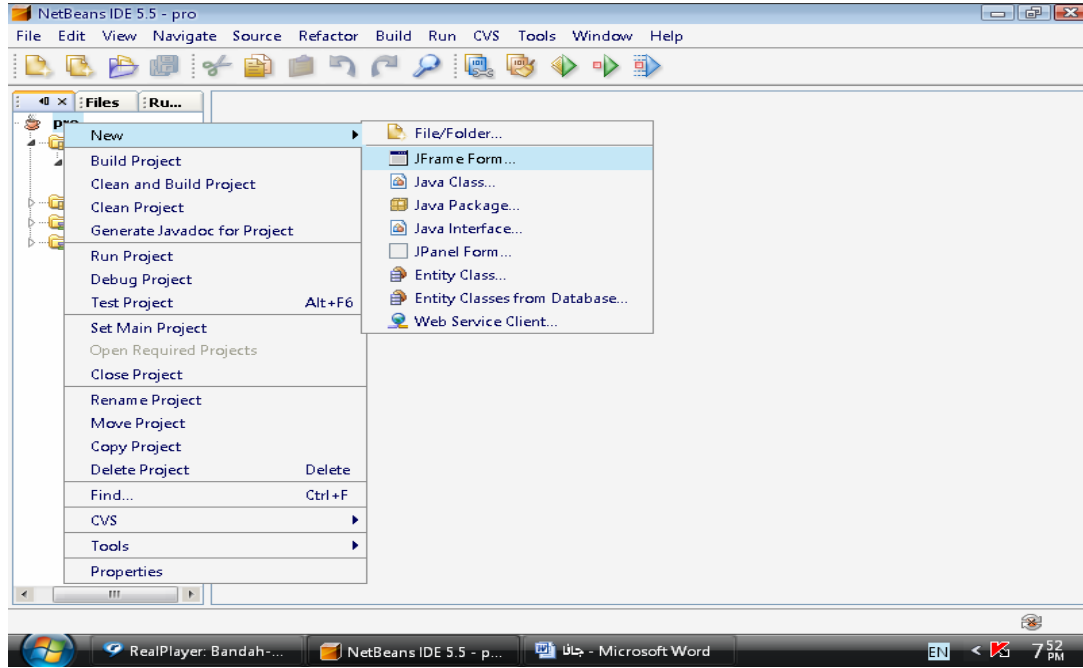 NetBeans IDE 5.5 - pro
File Edit View Navigate Source Refactor Build Run CVS Tools Window Help
Files Ru...
pro
New
Build Project
Clean and Build Project
Clean Project
Generate Javadoc for Project
Run Project
Debug Project
Test Project Alt+F6
Set Main Project
Open Required Projects
Close Project
Rename Project
Move Project
Copy Project
Delete Project Delete
Find... Ctrl+F
CVS
Tools
Properties
File/Folder...
JFrame Form...
Java Class...
Java Package...
Java Interface...
JPanel Form...
Entity Class...
Entity Classes from Database...
Web Service Client...
RealPlayer: Bandah-... NetBeans IDE 5.5 - p... جافا - Microsoft Word EN 7 52 PM